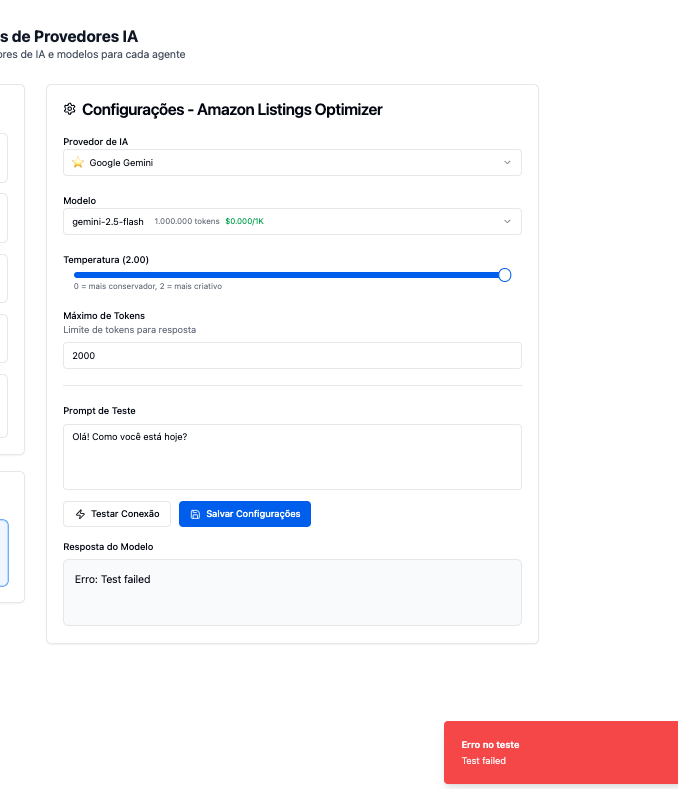 s de Provedores IA
ores de IA e modelos para cada agente
Configurações - Amazon Listings Optimizer
Provedor de IA
Google Gemini
Modelo
gemini-2.5-flash 1.000.000 tokens $0.000/1K
Temperatura (2.00)
0 = mais conservador, 2 = mais criativo
Máximo de Tokens
Limite de tokens para resposta
2000
Prompt de Teste
Olá! Como você está hoje?
Testar Conexão Salvar Configurações
Resposta do Modelo
Erro: Test failed
Erro no teste
Test failed